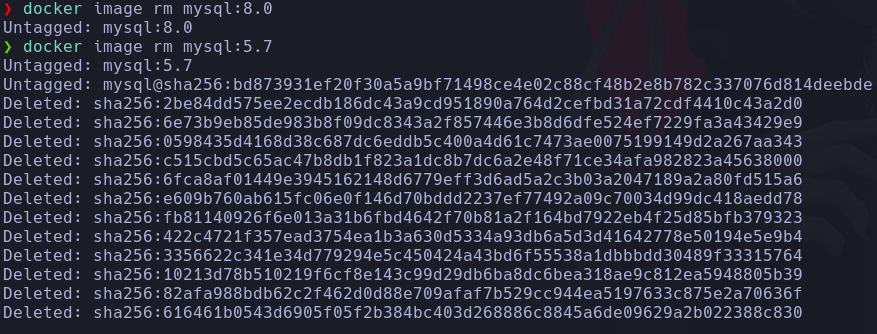 ❯ docker image rm mysql:8.0
Untagged: mysql:8.0
❯ docker image rm mysql:5.7
Untagged: mysql:5.7
Untagged: mysql@sha256:bd873931ef20f30a5a9bf71498ce4e02c88cf48b2e8b782c337076d814deebde
Deleted: sha256:2be84dd575ee2ecdb186dc43a9cd951890a764d2cefbd31a72cdf4410c43a2d0
Deleted: sha256:6e73b9eb85de983b8f09dc8343a2f857446e3b8d6dfe524ef7229fa3a43429e9
Deleted: sha256:0598435d4168d38c687dc6eddb5c400a4d61c7473ae0075199149d2a267aa343
Deleted: sha256:c515cbd5c65ac47b8db1f823a1dc8b7dc6a2e48f71ce34afa982823a45638000
Deleted: sha256:6fca8af01449e3945162148d6779eff3d6ad5a2c3b03a2047189a2a80fd515a6
Deleted: sha256:e609b760ab615fc06e0f146d70bddd2237ef77492a09c70034d99dc418aedd78
Deleted: sha256:fb81140926f6e013a31b6fbd4642f70b81a2f164bd7922eb4f25d85bfb379323
Deleted: sha256:422c4721f357ead3754ea1b3a630d5334a93db6a5d3d41642778e50194e5e9b4
Deleted: sha256:3356622c341e34d779294e5c450424a43bd6f55538a1dbbbdd30489f33315764
Deleted: sha256:10213d78b510219f6cf8e143c99d29db6ba8dc6bea318ae9c812ea5948805b39
Deleted: sha256:82afa988bdb62c2f462d0d88e709afaf7b529cc944ea5197633c875e2a70636f
Deleted: sha256:616461b0543d6905f05f2b384bc403d268886c8845a6de09629a2b022388c830